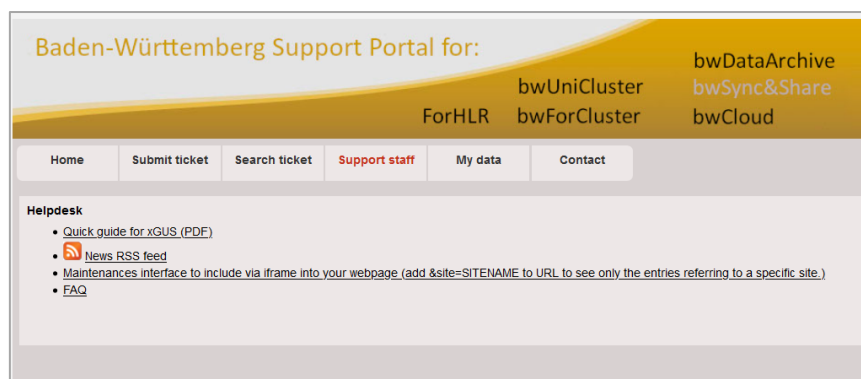 Baden-Württemberg Support Portal for:
bwDataArchive
bwUniCluster
bwSync&Share
ForHLR bwForCluster bwCloud
Home Submit ticket Search ticket Support staff My data Contact
Helpdesk
Quick guide for xGUS (PDF)
News RSS feed
Maintenances interface to include via iframe into your webpage (add &site=SITENAME to URL to see only the entries referring to a specific site.)
FAQ